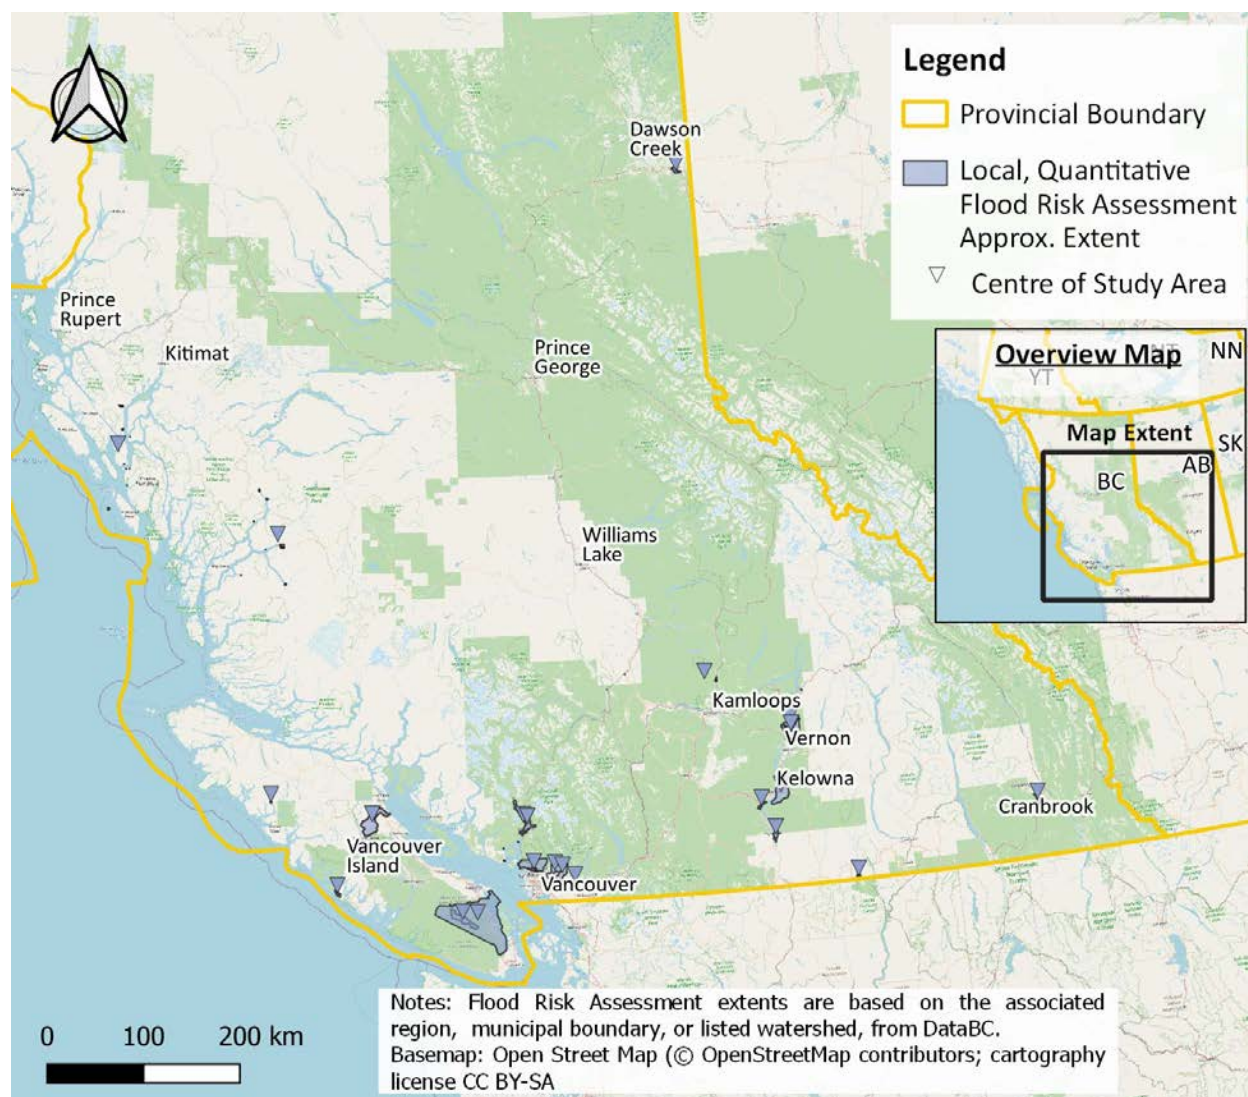 Legend
Provincial Boundary
Local, Quantitative
Flood Risk Assessment
Approx. Extent
Centre of Study Area
Dawson
Creek
Prince
Rupert
Kitimat
Prince
George
Overview Map
NT
NN
YT
Map Extent
SK
AB
BC
Williams
Lake
Kamloops
Vernon
Kelowna
Cranbrook
Vancouver
Island
Vancouver
Notes: Flood Risk Assessment extents are based on the associated
region, municipal boundary, or listed watershed, from DataBC.
Basemap: Open Street Map (© OpenStreetMap contributors; cartography
license CC BY-SA
0 100 200 km